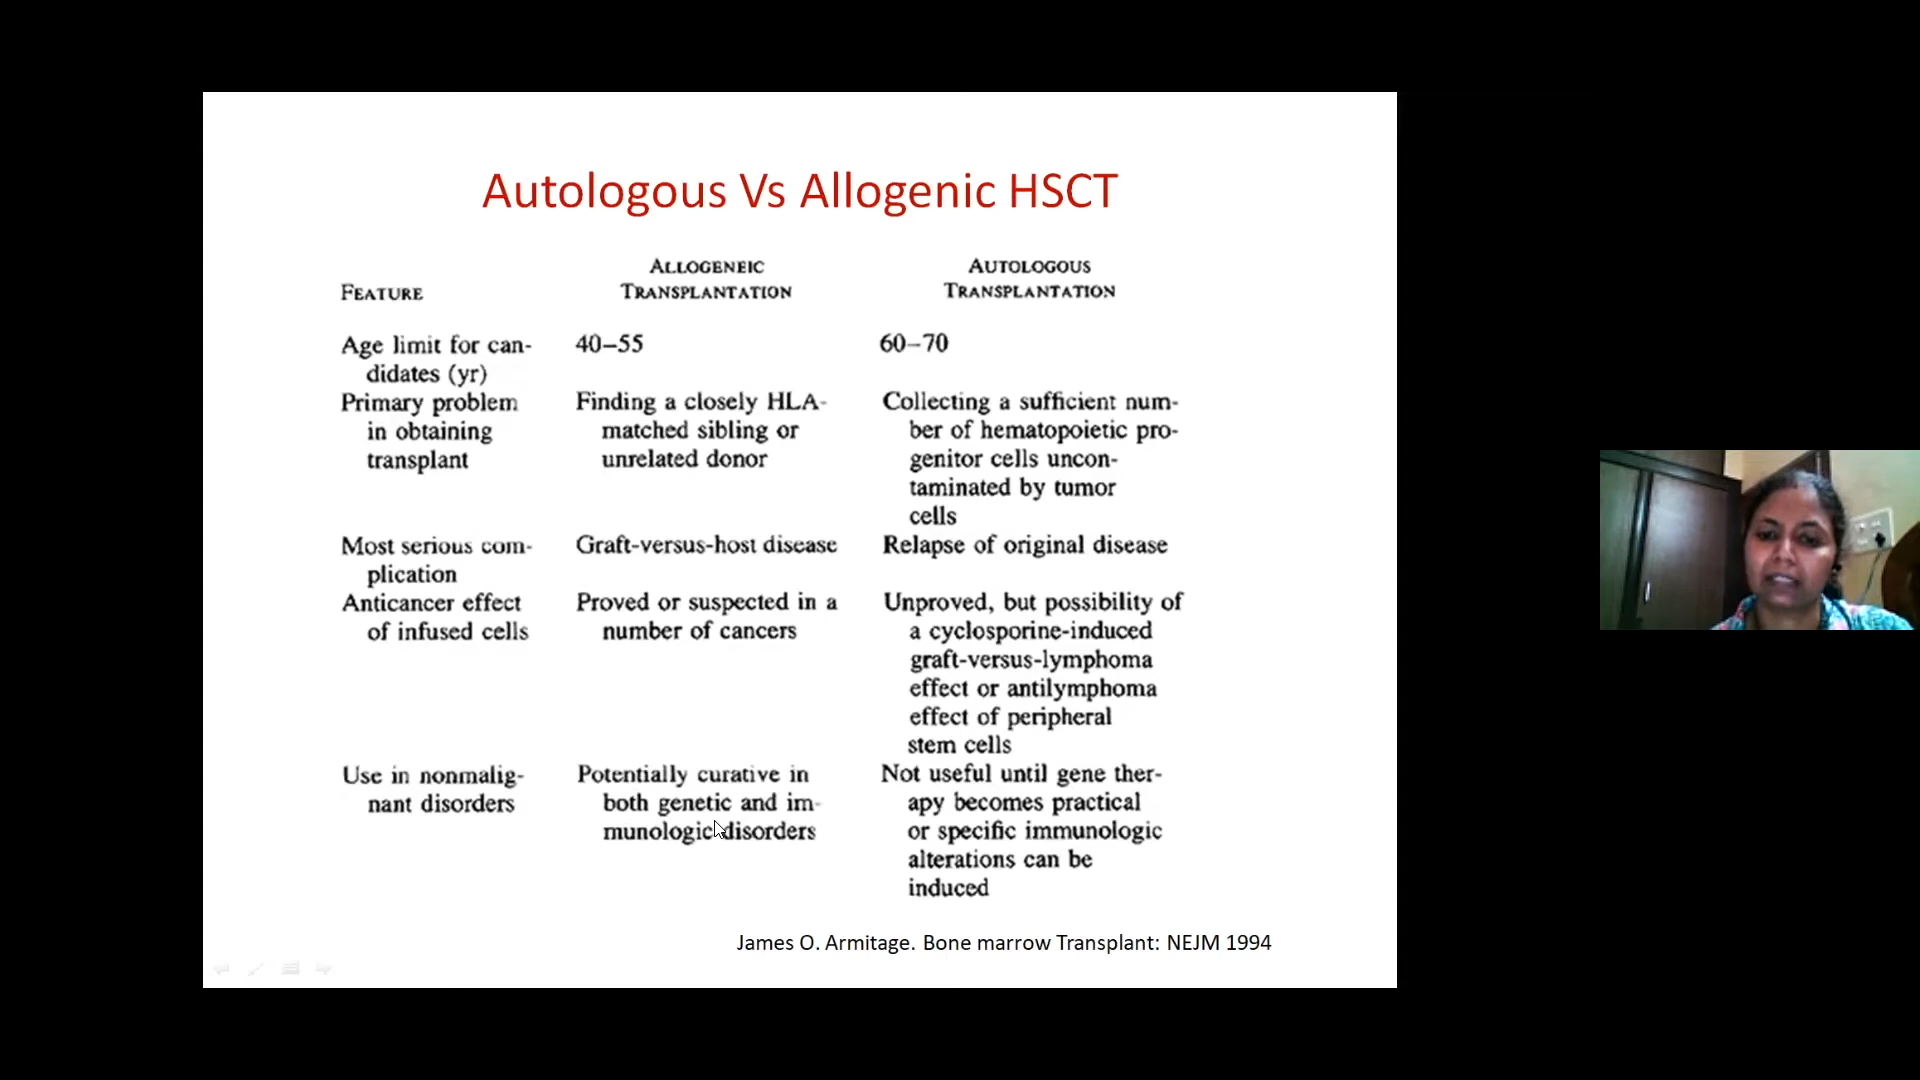 Autologous Vs Allogenic HSCT
FEATURE
ALLOGENEIC
TRANSPLANTATION
AUTOLOGOUS
TRANSPLANTATION
Age limit for can-
didates (yr)
40–55
60–70
Primary problem
in obtaining
transplant
Finding a closely HLA-
matched sibling or
unrelated donor
Collecting a sufficient num-
ber of hematopoietic pro-
genitor cells uncon-
taminated by tumor
cells
Most serious com-
plication
Graft-versus-host disease
Relapse of original disease
Anticancer effect
of infused cells
Proved or suspected in a
number of cancers
Unproved, but possibility of
a cyclosporine-induced
graft-versus-lymphoma
effect or antilymphoma
effect of peripheral
stem cells
Use in nonmalig-
nant disorders
Potentially curative in
both genetic and im-
munologic disorders
Not useful until gene ther-
apy becomes practical
or specific immunologic
alterations can be
induced
James O. Armitage. Bone marrow Transplant: NEJM 1994